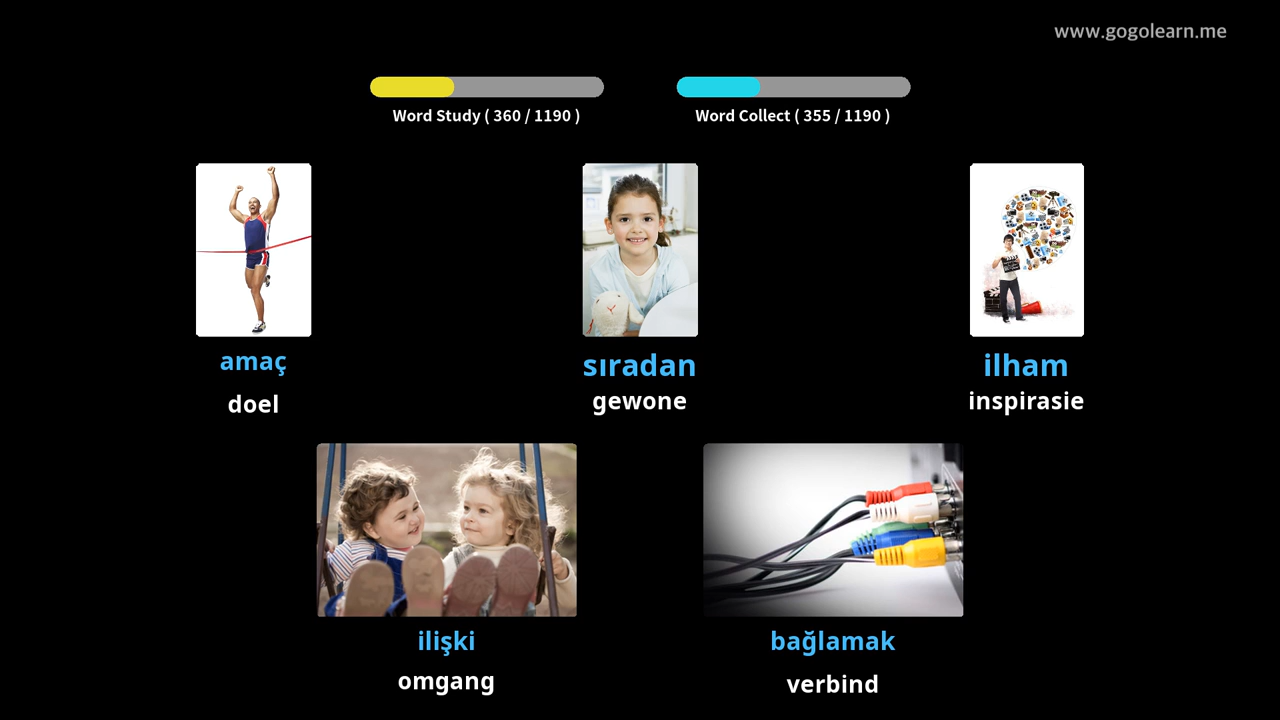 www.gogolearn.me
Word Study ( 360 / 1190 )
Word Collect ( 355 / 1190 )
amaç
doel
sıradan
gewone
ilham
inspirasie
ilişki
omgang
bağlamak
verbind